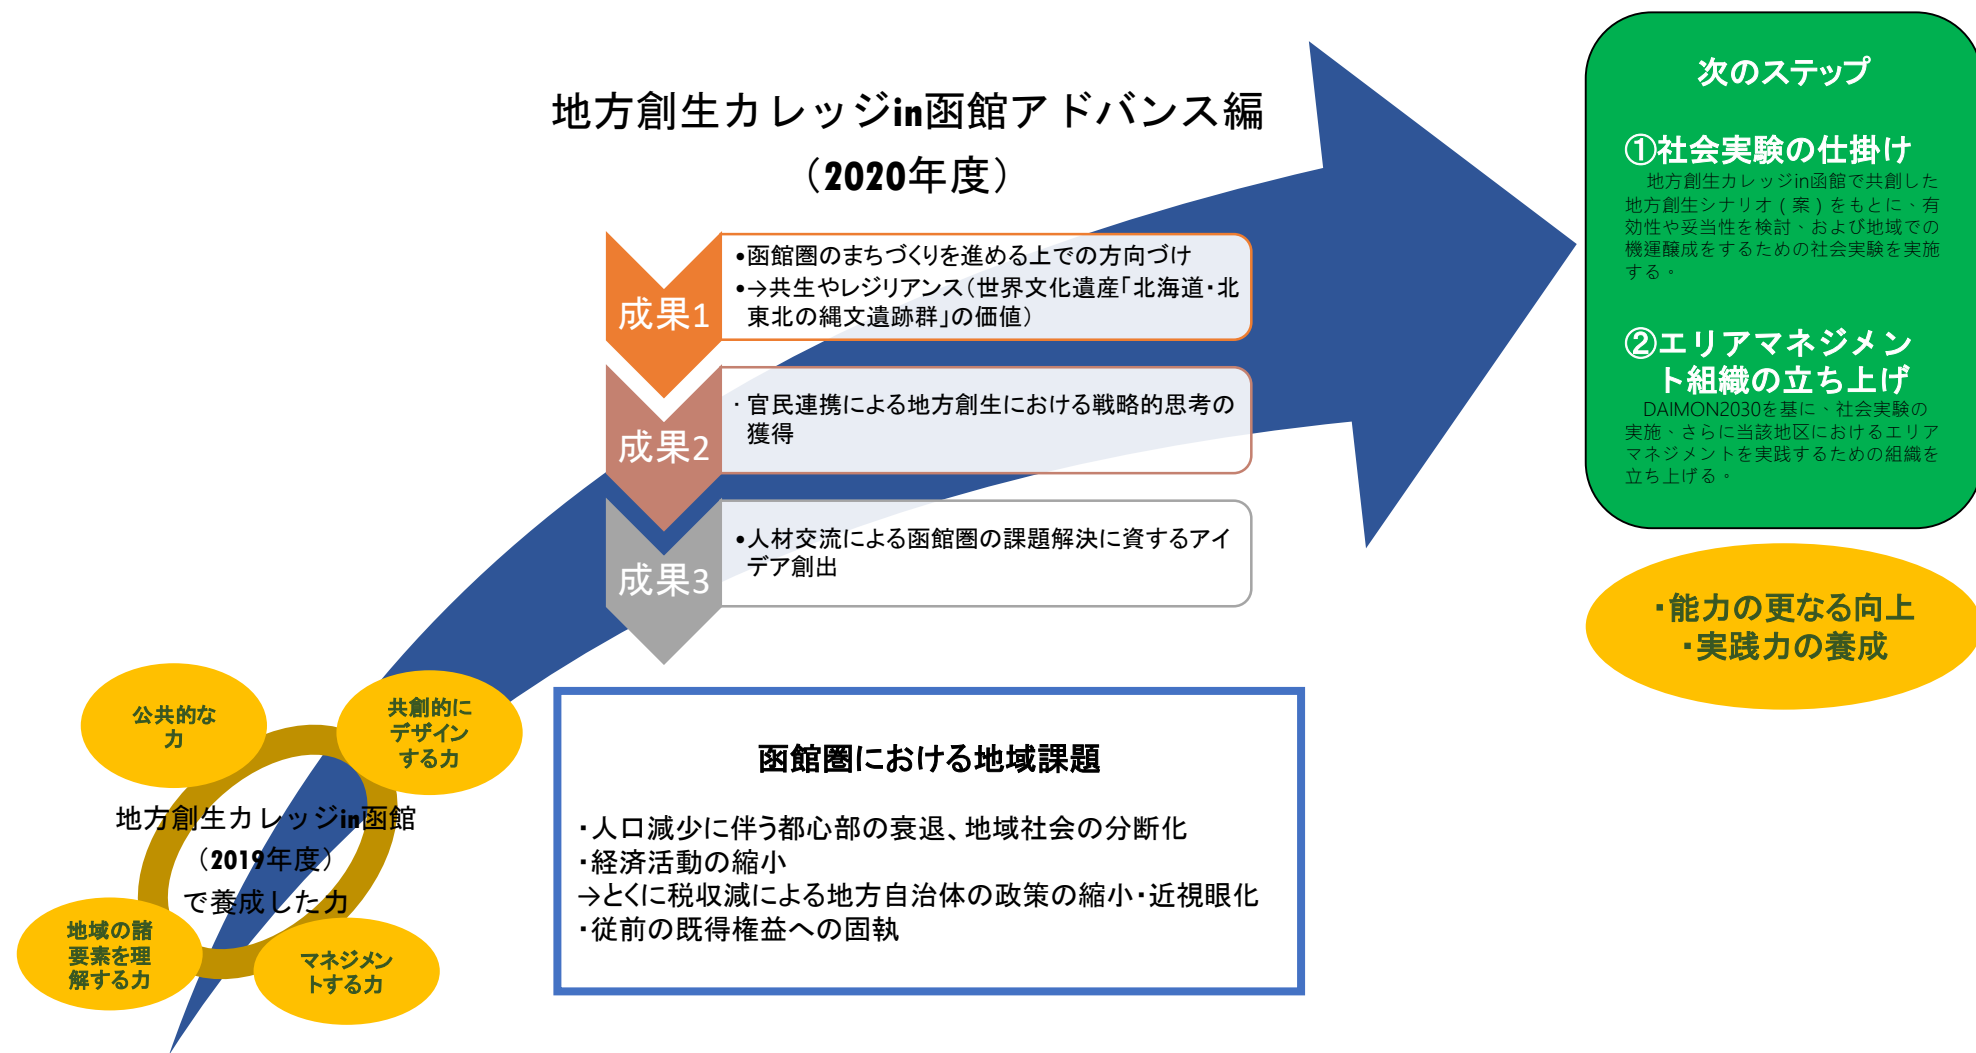 地方創生カレッジin函館アドバンス編
（2020年度）
成果1
•函館圏のまちづくりを進める上での方向づけ
•→共生やレジリアンス（世界文化遺産「北海道・北
東北の縄文遺跡群」の価値）
成果2
・官民連携による地方創生における戦略的思考の
獲得
成果3
•人材交流による函館圏の課題解決に資するアイ
デア創出
公共的な
力
共創的に
デザイン
する力
地方創生カレッジin函館
（2019年度）
で養成した力
地域の諸
要素を理
解する力
マネジメン
トする力
函館圏における地域課題
・人口減少に伴う都心部の衰退、地域社会の分断化
・経済活動の縮小
→とくに税収減による地方自治体の政策の縮小・近視眼化
・従前の既得権益への固執
次のステップ
①社会実験の仕掛け
地方創生カレッジin函館で共創した
地方創生シナリオ（案）をもとに、有
効性や妥当性を検討、および地域での
機運醸成をするための社会実験を実施
する。
②エリアマネジメン
ト組織の立ち上げ
DAIMON2030を基に、社会実験の
実施、さらに当該地区におけるエリア
マネジメントを実践するための組織を
立ち上げる。
・能力の更なる向上
・実践力の養成